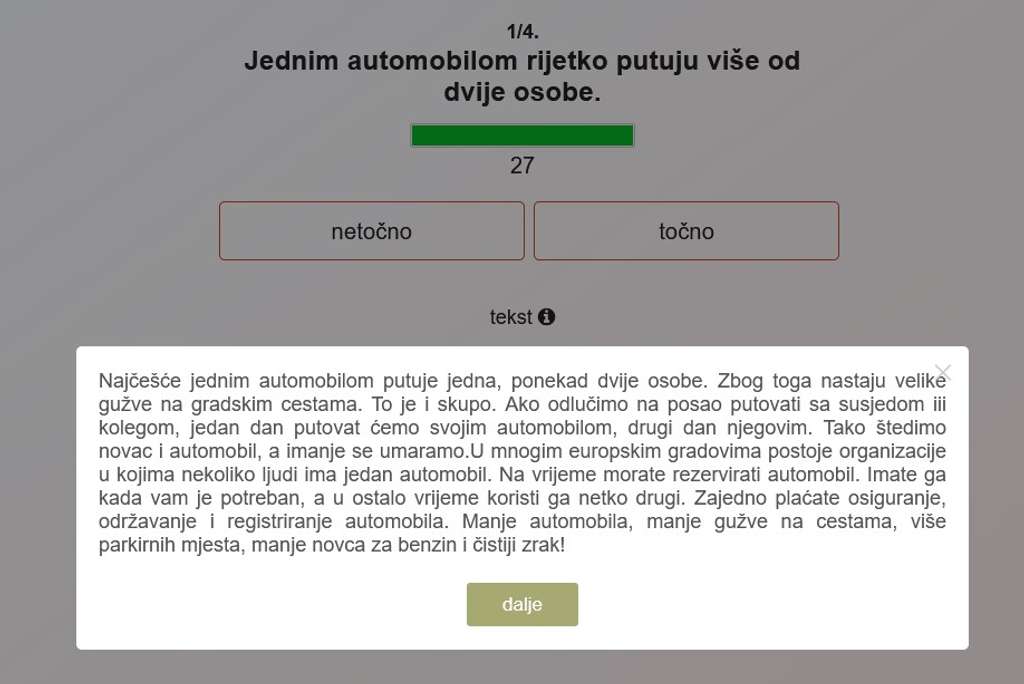 1/4.
Jednim automobilom rijetko putuju više od
dvije osobe.
27
netočno
točno
tekst
Najčešće jednim automobilom putuje jedna, ponekad dvije osobe. Zbog toga nastaju velike
gužve na gradskim cestama. To je i skupo. Ako odlučimo na posao putovati sa susjedom iii
kolegom, jedan dan putovat ćemo svojim automobilom, drugi dan njegovim. Tako štedimo
novac i automobil, a imanje se umaramo.U mnogim europskim gradovima postoje organizacije
u kojima nekoliko ljudi ima jedan automobil. Na vrijeme morate rezervirati automobil. Imate ga
kada vam je potreban, a u ostalo vrijeme koristi ga netko drugi. Zajedno plaćate osiguranje,
održavanje i registriranje automobila. Manje automobila, manje gužve na cestama, više
parkirnih mjesta, manje novca za benzin i čistiji zrak!
dalje